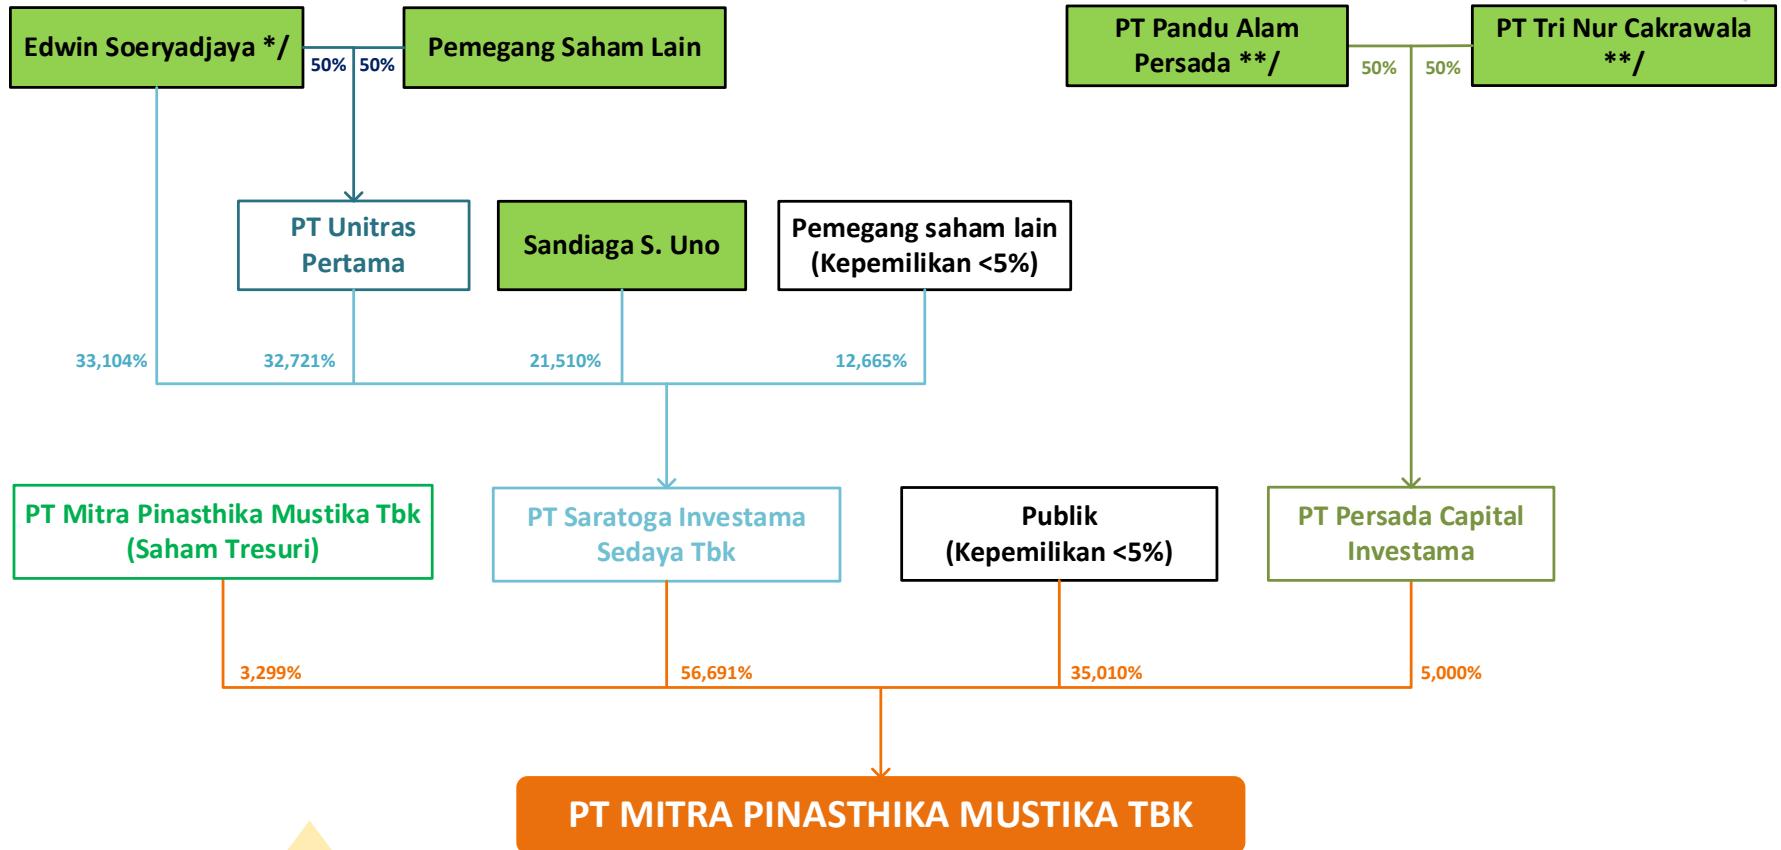 Edwin Soeryadjaya */
50% 50%
Pemegang Saham Lain
PT Pandu Alam
Persada **/
50% 50%
PT Tri Nur Cakrawala
**/
PT Unitras
Pertama
Sandiaga S. Uno
Pemegang saham lain
(Kepemilikan <5%)
33,104%
32,721%
21,510%
12,665%
PT Mitra Pinasthika Mustika Tbk
(Saham Tresuri)
PT Saratoga Investama
Sedaya Tbk
Publik
(Kepemilikan <5%)
PT Persada Capital
Investama
3,299%
56,691%
35,010%
5,000%
PT MITRA PINASTHIKA MUSTIKA TBK